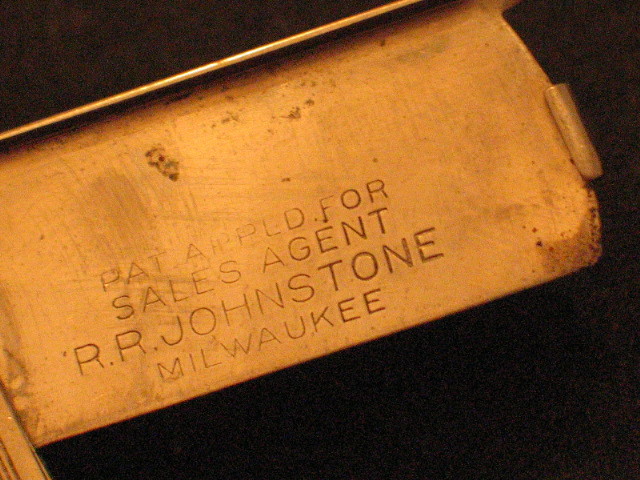 PAT APPLD. FOR
SALES AGENT
R.R. JOHNSTONE
MILWAUKEE